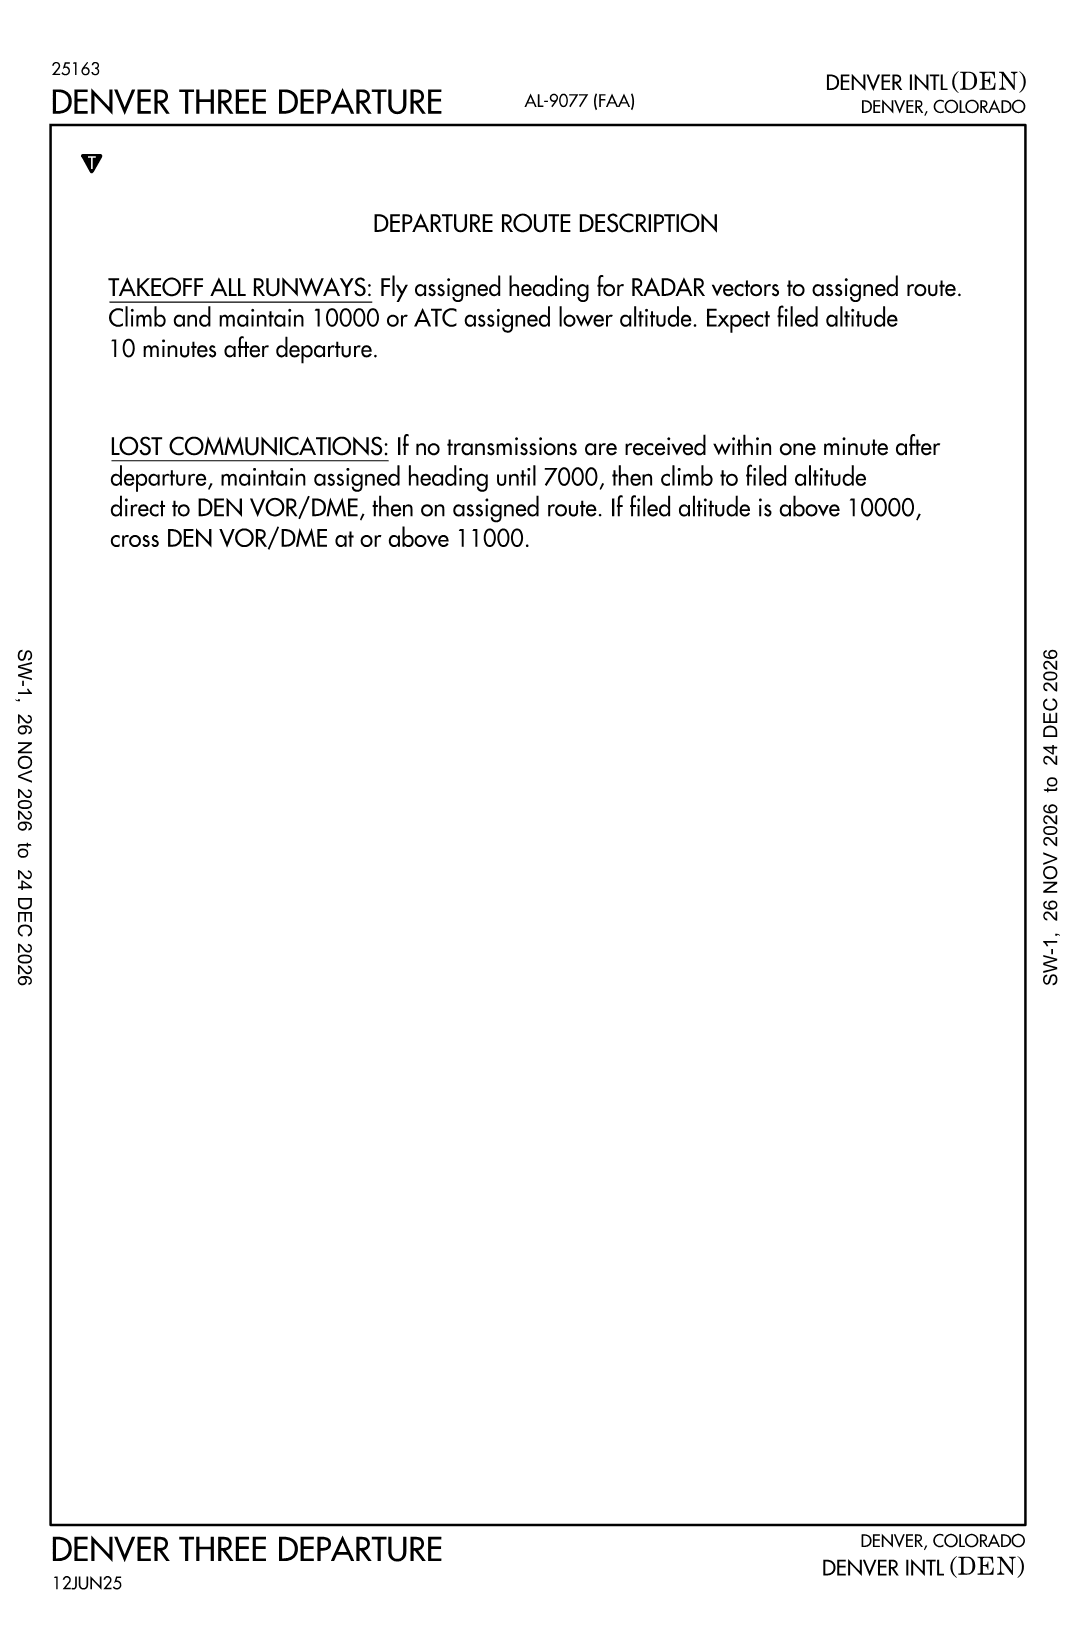 25163
DENVER THREE DEPARTURE
AL-9077 (FAA)
DENVER INTL (DEN)
DENVER, COLORADO
T
DEPARTURE ROUTE DESCRIPTION
TAKEOFF ALL RUNWAYS: Fly assigned heading for RADAR vectors to assigned route.
Climb and maintain 10000 or ATC assigned lower altitude. Expect filed altitude
10 minutes after departure.
LOST COMMUNICATIONS: If no transmissions are received within one minute after
departure, maintain assigned heading until 7000, then climb to filed altitude
direct to DEN VOR/DME, then on assigned route. If filed altitude is above 10000,
cross DEN VOR/DME at or above 11000.
SW-1, 26 NOV 2026 to 24 DEC 2026
SW-1, 26 NOV 2026 to 24 DEC 2026
DENVER THREE DEPARTURE
12JUN25
DENVER, COLORADO
DENVER INTL (DEN)